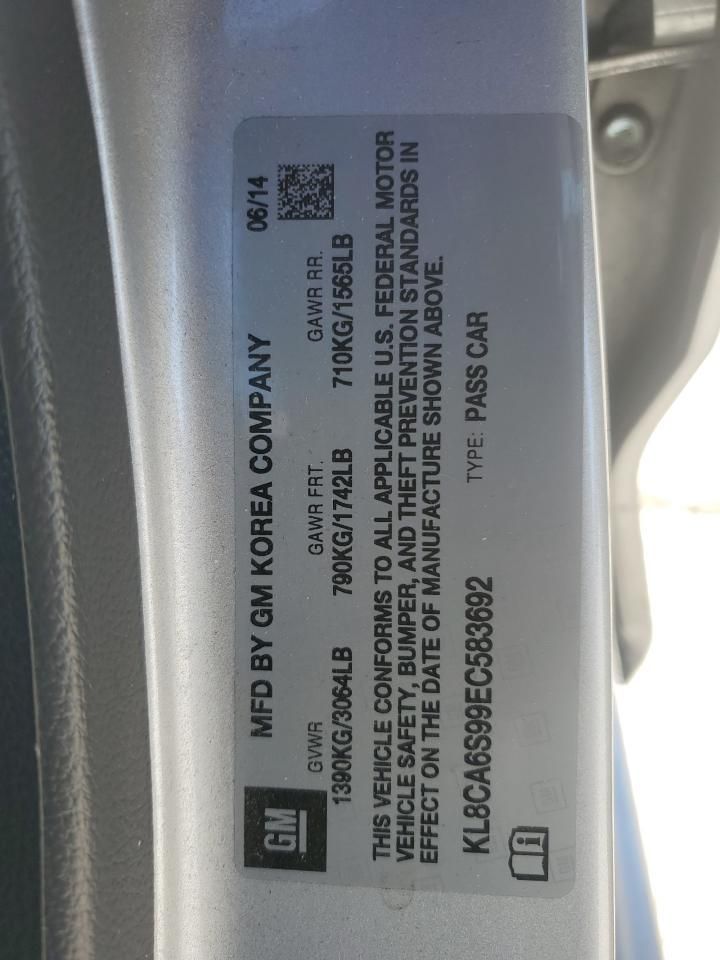 GM
MFD BY GM KOREA COMPANY 06/14
GVWR GAWR FRT. GAWR RR.
1390KG/3064LB 790KG/1742LB 710KG/1565LB
THIS VEHICLE CONFORMS TO ALL APPLICABLE U.S. FEDERAL MOTOR
VEHICLE SAFETY, BUMPER, AND THEFT PREVENTION STANDARDS IN
EFFECT ON THE DATE OF MANUFACTURE SHOWN ABOVE.
KL8CA6S99EC583692 TYPE: PASS CAR